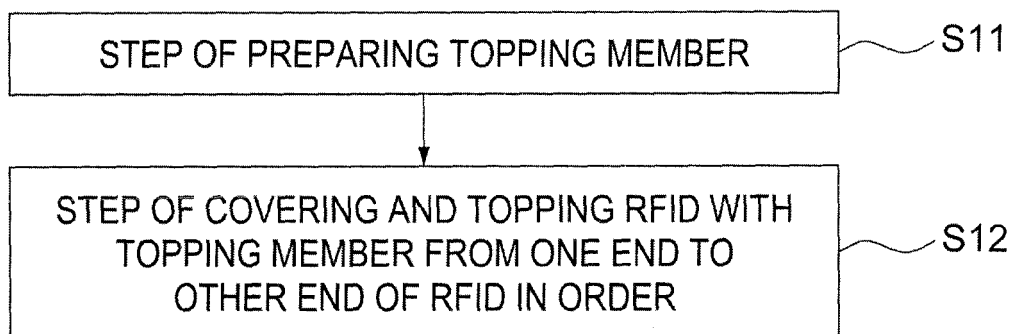 STEP OF PREPARING TOPPING MEMBER
S11
STEP OF COVERING AND TOPPING RFID WITH
TOPPING MEMBER FROM ONE END TO
OTHER END OF RFID IN ORDER
S12